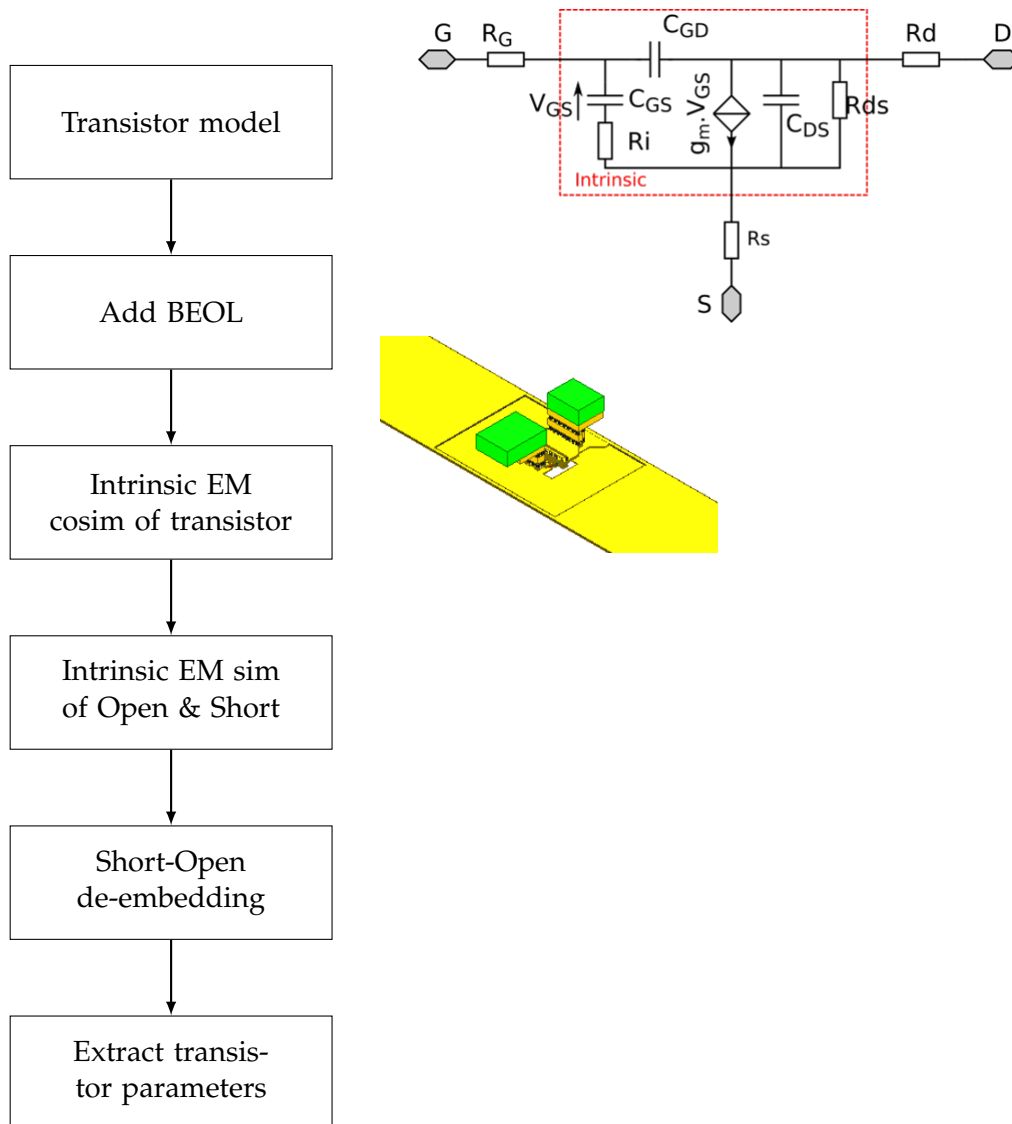 Transistor model
Add BEOL
Intrinsic EM
cosim of transistor
Intrinsic EM sim
of Open & Short
Short-Open
de-embedding
Extract transis-
tor parameters
G
R_G
C_GD
Rd
D
V_GS
C_GS
Ri
g_m.V_GS
C_DS
Rds
Intrinsic
Rs
S